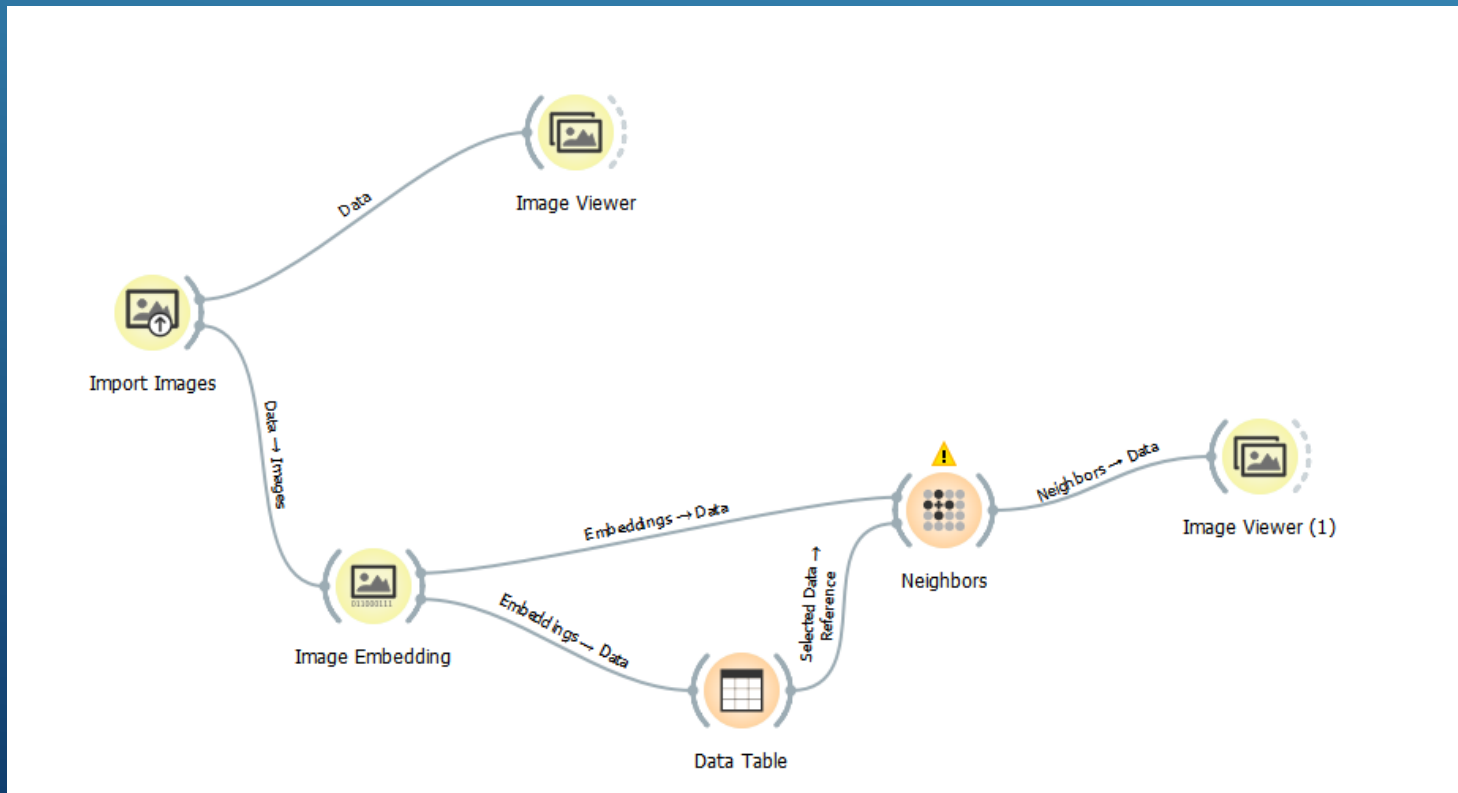 Image Viewer
Data
Import Images
Data → Images
Image Embedding
Embeddings → Data
Embeddings → Data
Data Table
Selected Data →
Reference
!
Neighbors
Neighbors → Data
Image Viewer (1)
011000111